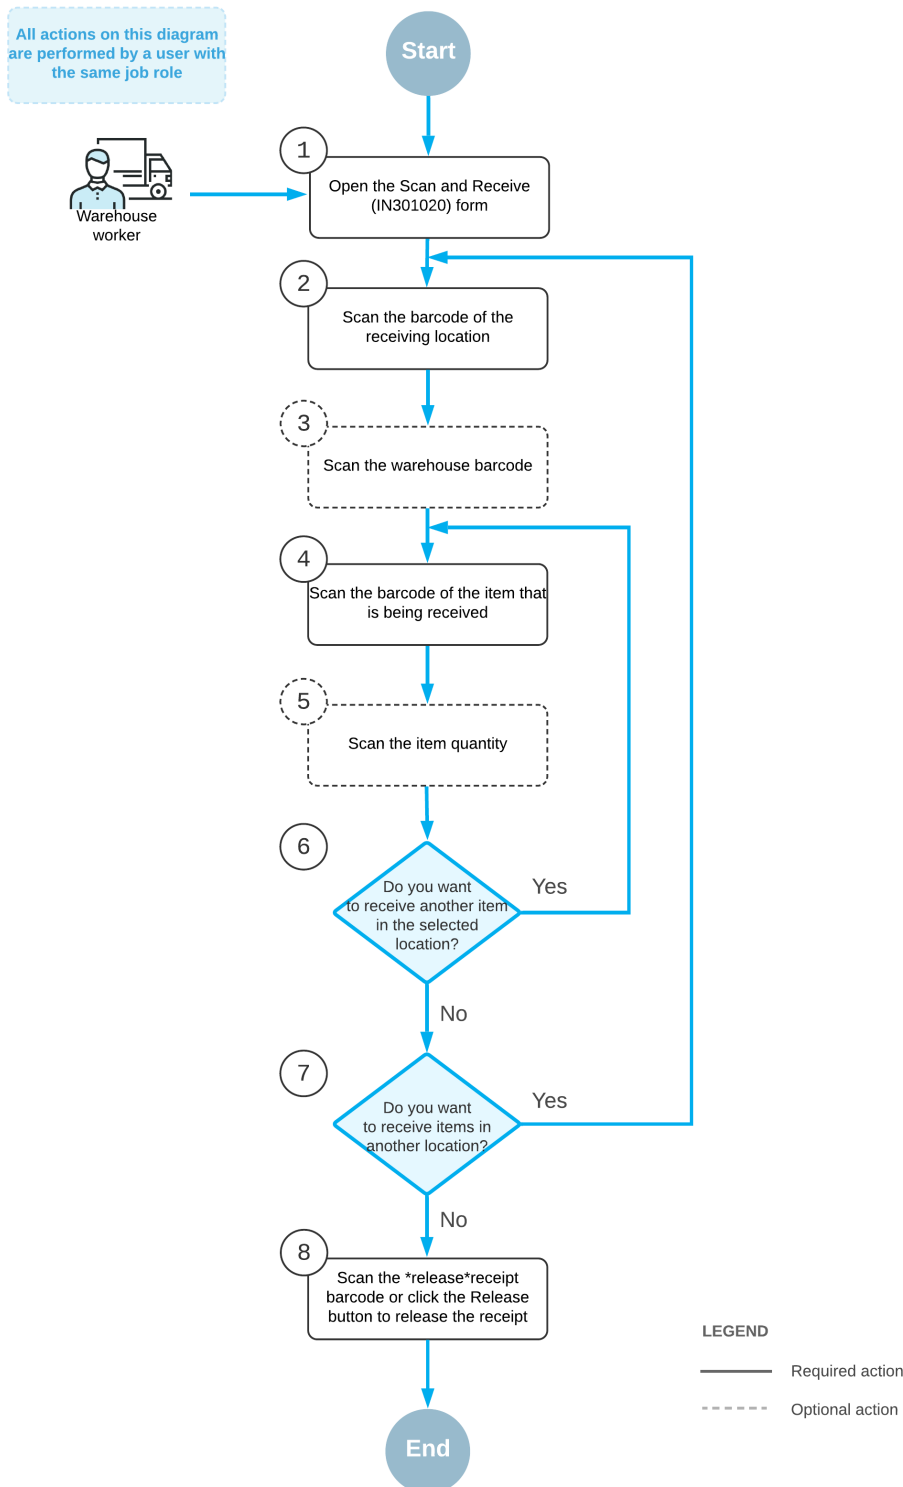 All actions on this diagram
are performed by a user with
the same job role
Start
Warehouse
worker
1
Open the Scan and Receive
(IN301020) form
2
Scan the barcode of the
receiving location
3
Scan the warehouse barcode
4
Scan the barcode of the item that
is being received
5
Scan the item quantity
6
Do you want
to receive another item
in the selected
location?
Yes
No
7
Do you want
to receive items in
another location?
Yes
No
8
Scan the *release*receipt
barcode or click the Release
button to release the receipt
End
LEGEND
Required action
Optional action